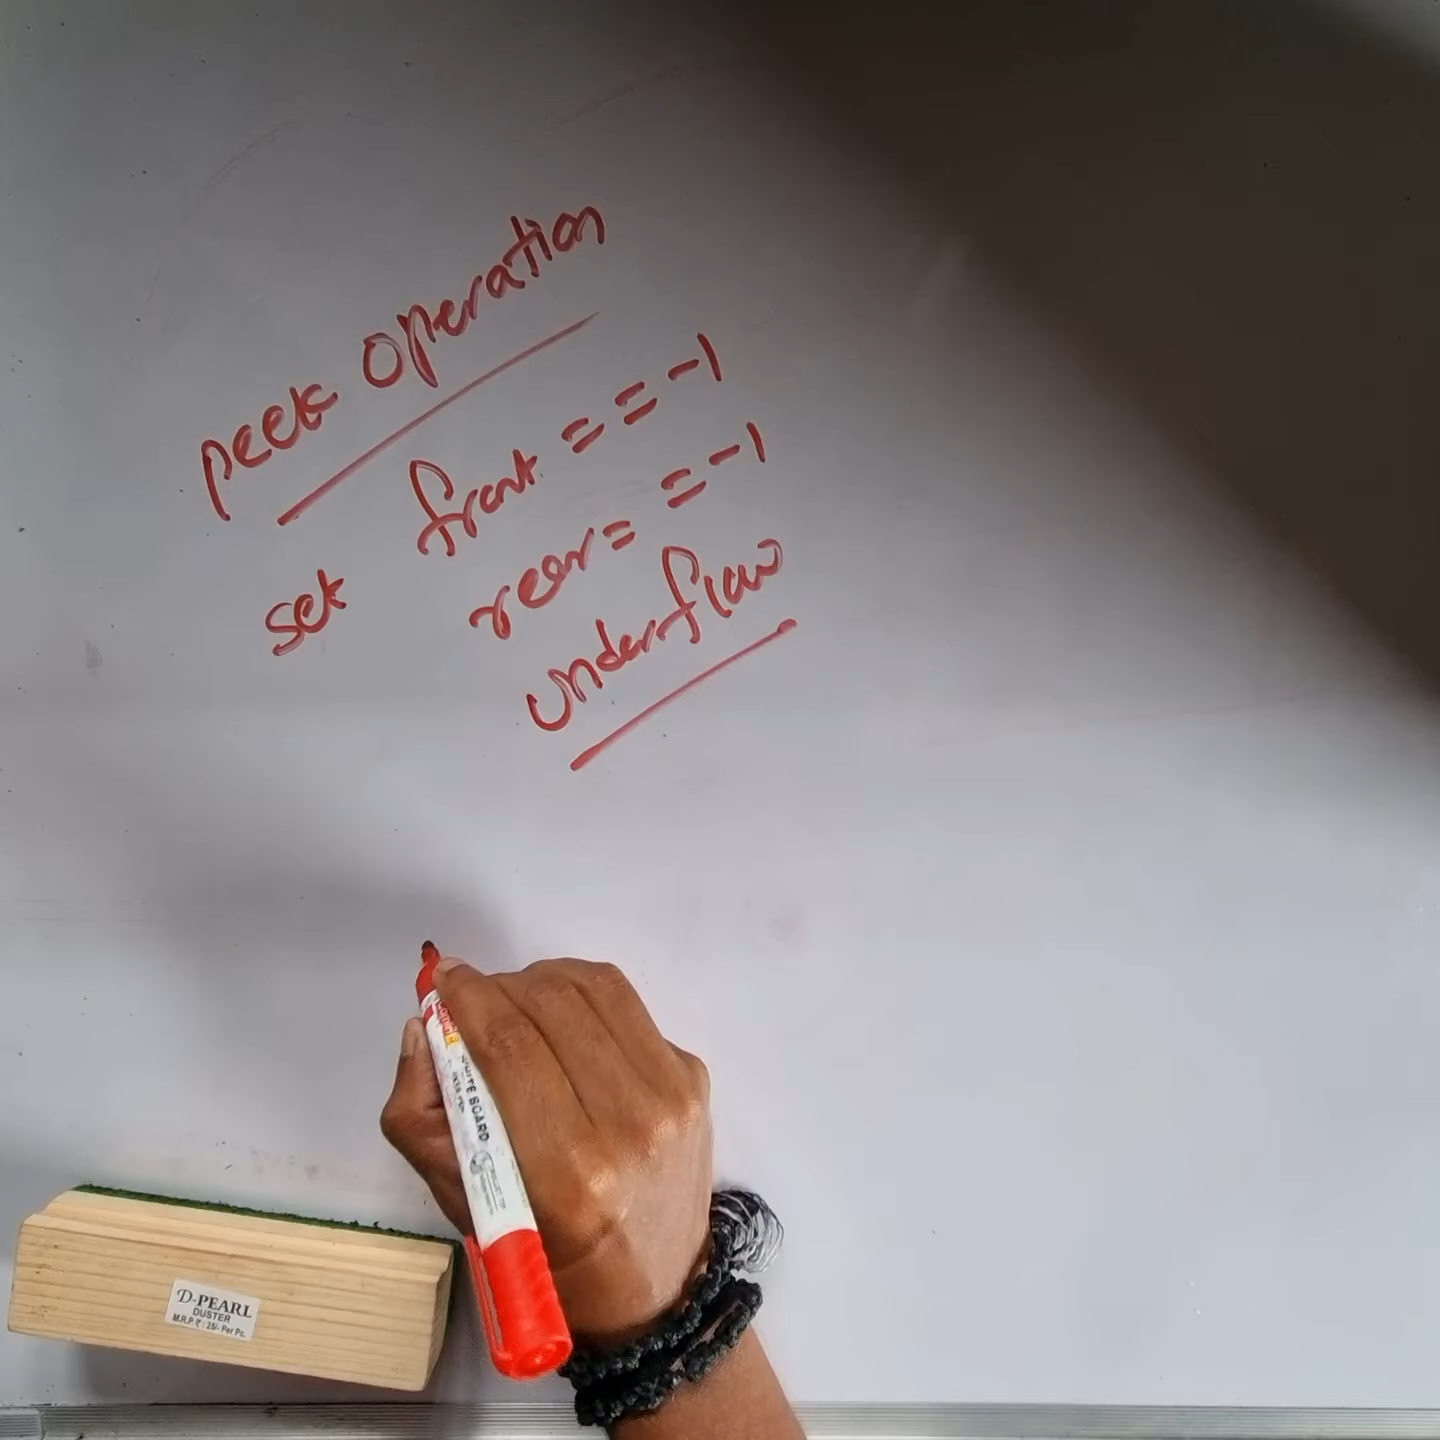 peek operation
set front = = -1
rear = = -1
underflow
WHITE BOARD
D-PEARL
DUSTER
M.R.P. ₹ : 25/- Per Pc.